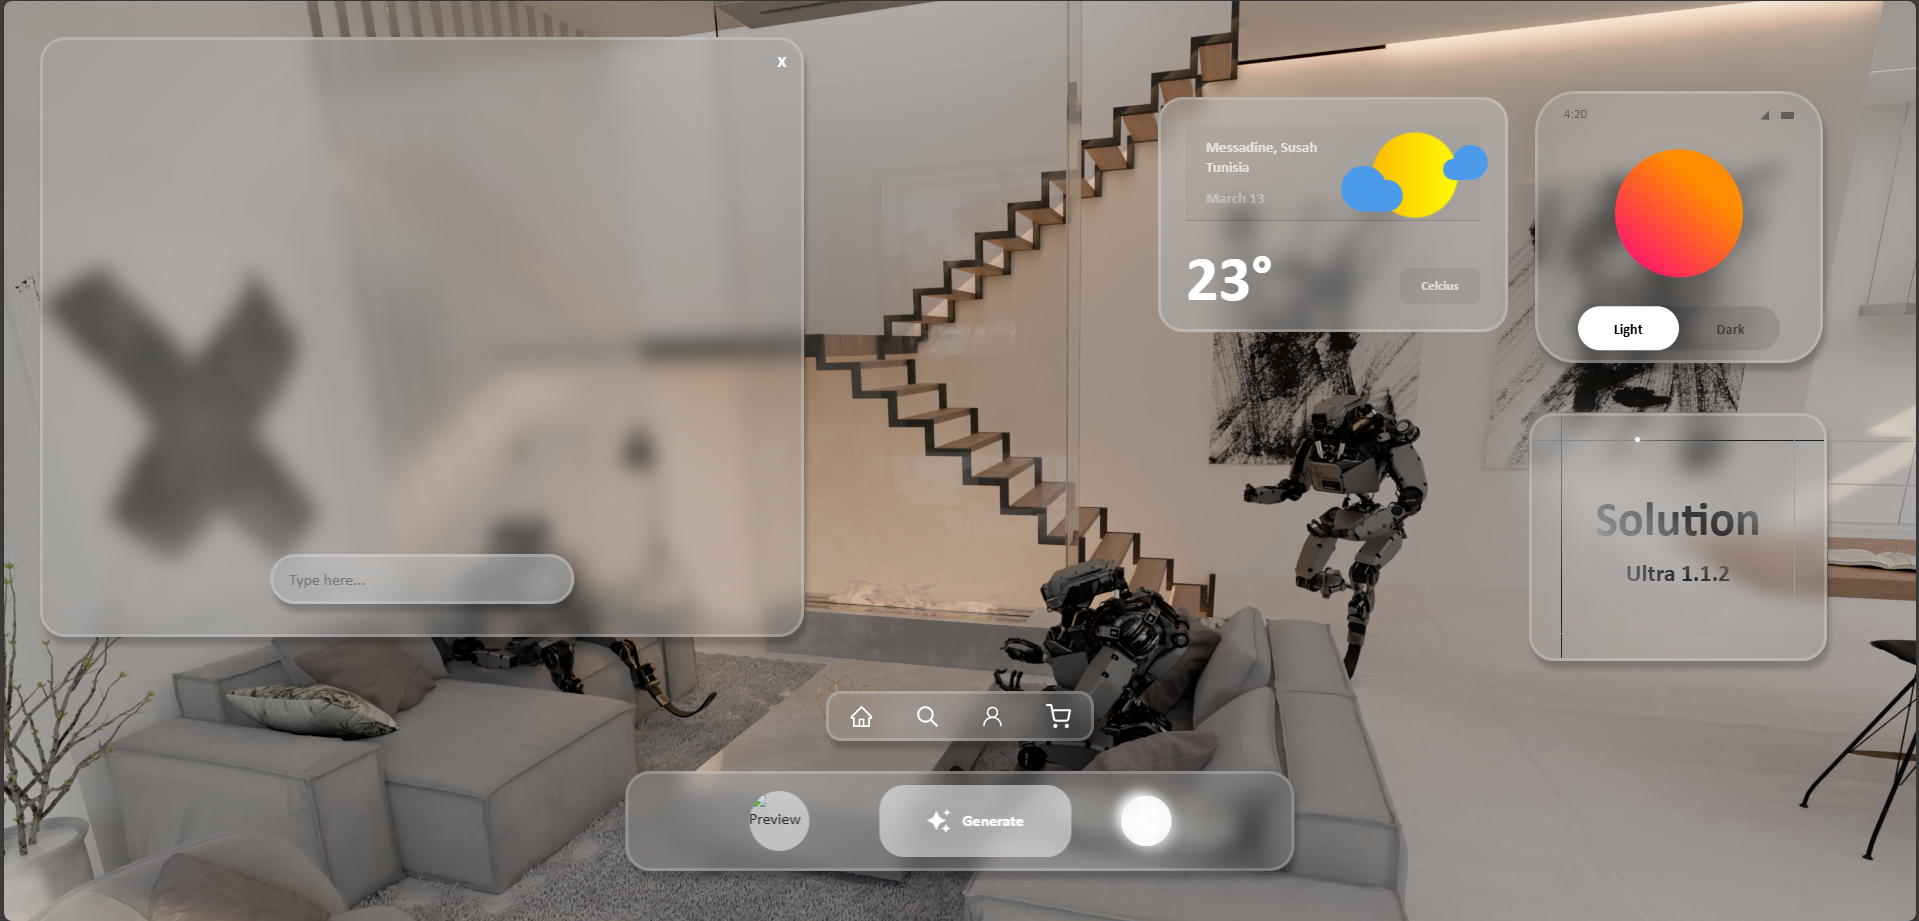 x
Type here...
Messadine, Susah
Tunisia
March 13
23°
Celcius
4:20
Light
Dark
Solution
Ultra 1.1.2
Preview
Generate